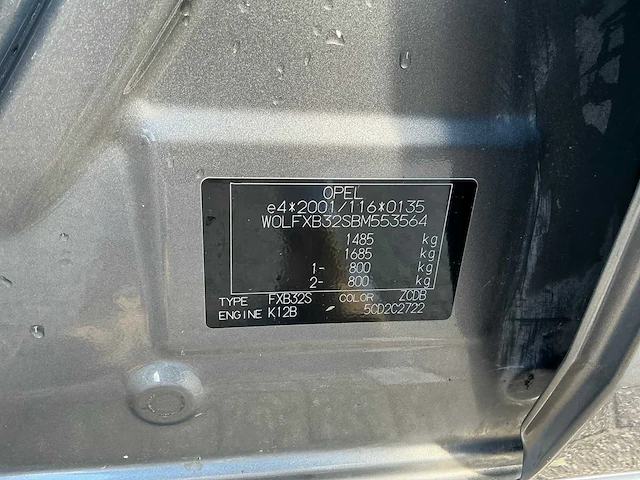 OPEL
e4*2001/116*0135
W0LFXB32SBM553564
1485 kg
1685 kg
1- 800 kg
2- 800 kg
TYPE FXB32S COLOR ZCDB
ENGINE K12B 5CD2C2722